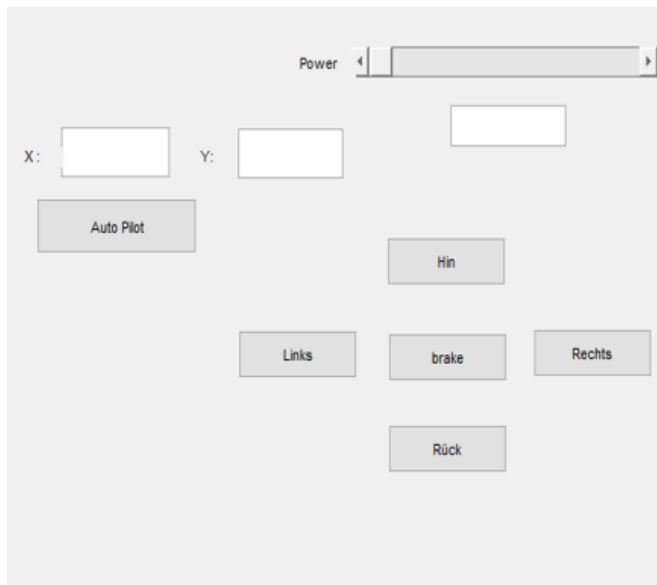 Power
X:
Y:
Auto Pilot
Hin
Links
brake
Rechts
Rück